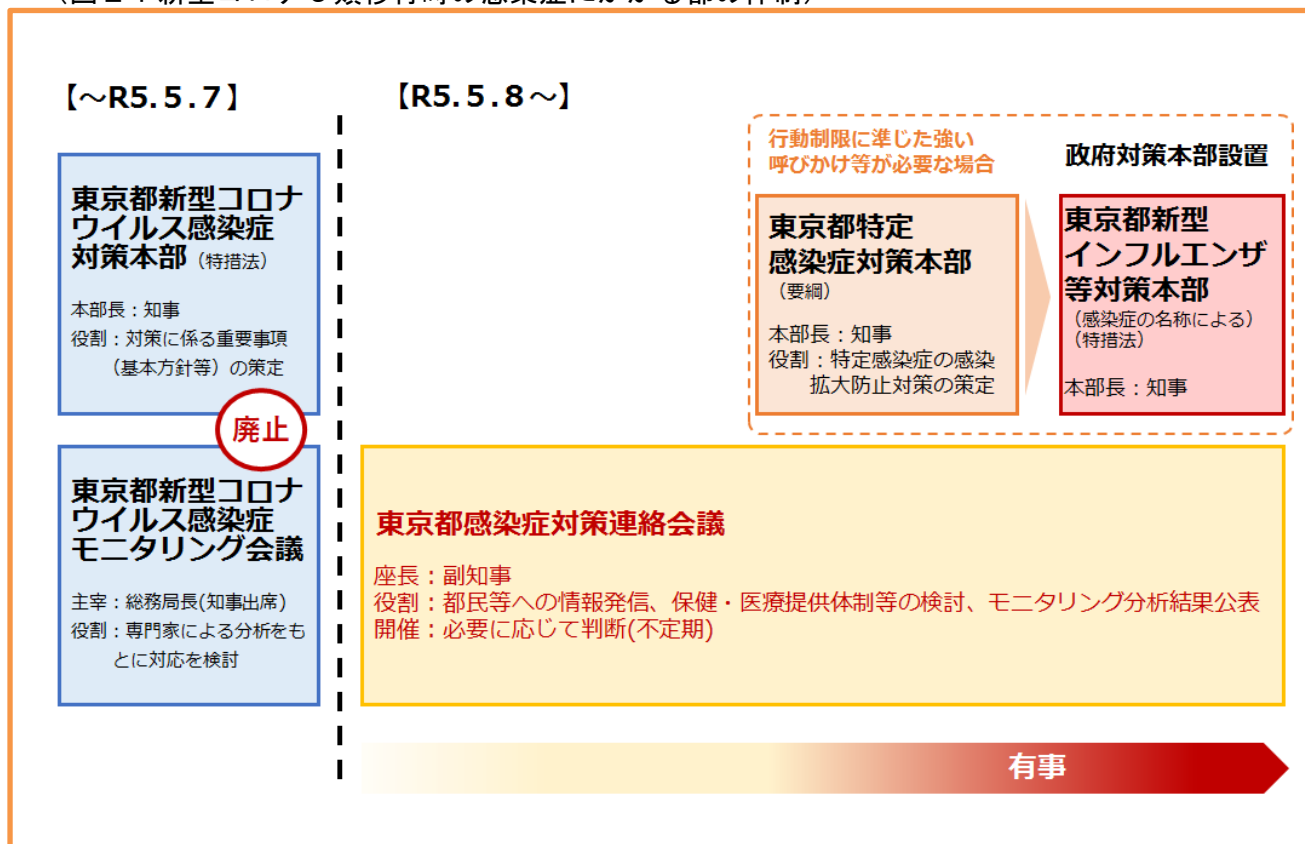 【～R5.5.7】
【R5.5.8～】
東京都新型コロナ
ウイルス感染症
対策本部（特措法）
本部長：知事
役割：対策に係る重要事項
（基本方針等）の策定
廃止
東京都新型コロナ
ウイルス感染症
モニタリング会議
主宰：総務局長(知事出席)
役割：専門家による分析をも
とに対応を検討
行動制限に準じた強い
呼びかけ等が必要な場合
東京都特定
感染症対策本部
（要綱）
本部長：知事
役割：特定感染症の感染
拡大防止対策の策定
政府対策本部設置
東京都新型
インフルエンザ
等対策本部
（感染症の名称による）
（特措法）
本部長：知事
東京都感染症対策連絡会議
座長：副知事
役割：都民等への情報発信、保健・医療提供体制等の検討、モニタリング分析結果公表
開催：必要に応じて判断(不定期)
有事